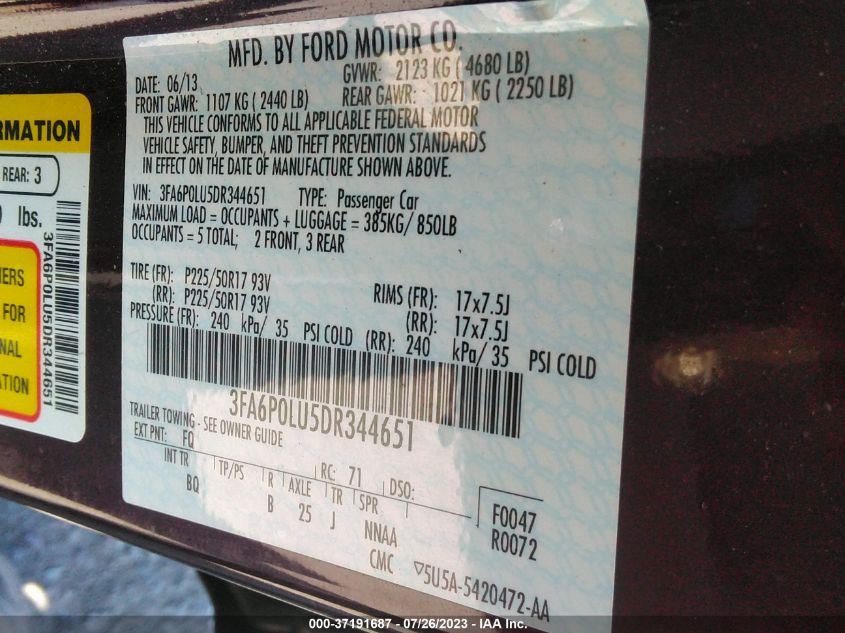 MFD. BY FORD MOTOR CO.
DATE: 06/13 GVWR: 2123 KG ( 4680 LB)
FRONT GAWR: 1107 KG ( 2440 LB) REAR GAWR: 1021 KG ( 2250 LB)
THIS VEHICLE CONFORMS TO ALL APPLICABLE FEDERAL MOTOR
VEHICLE SAFETY, BUMPER, AND THEFT PREVENTION STANDARDS
IN EFFECT ON THE DATE OF MANUFACTURE SHOWN ABOVE.
VIN: 3FA6P0LU5DR344651 TYPE: Passenger Car
MAXIMUM LOAD = OCCUPANTS + LUGGAGE = 385KG/ 850LB
OCCUPANTS = 5 TOTAL; 2 FRONT, 3 REAR
TIRE (FR): P225/50R17 93V RIMS (FR): 17x7.5J
(RR): P225/50R17 93V (RR): 17x7.5J
PRESSURE (FR): 240 kPa/ 35 PSI COLD (RR): 240 kPa/ 35 PSI COLD
3FA6P0LU5DR344651
TRAILER TOWING - SEE OWNER GUIDE
EXT PNT: FQ RC: 71 DSO:
INT TR TP/PS R AXLE TR SPR F0047
BQ B 25 J NNAA R0072
CMC ▽5U5A-5420472-AA
RMATION
REAR: 3
lbs.
3FA6P0LU5DR344651
FOR
000-37191687 - 07/26/2023 - IAA Inc.